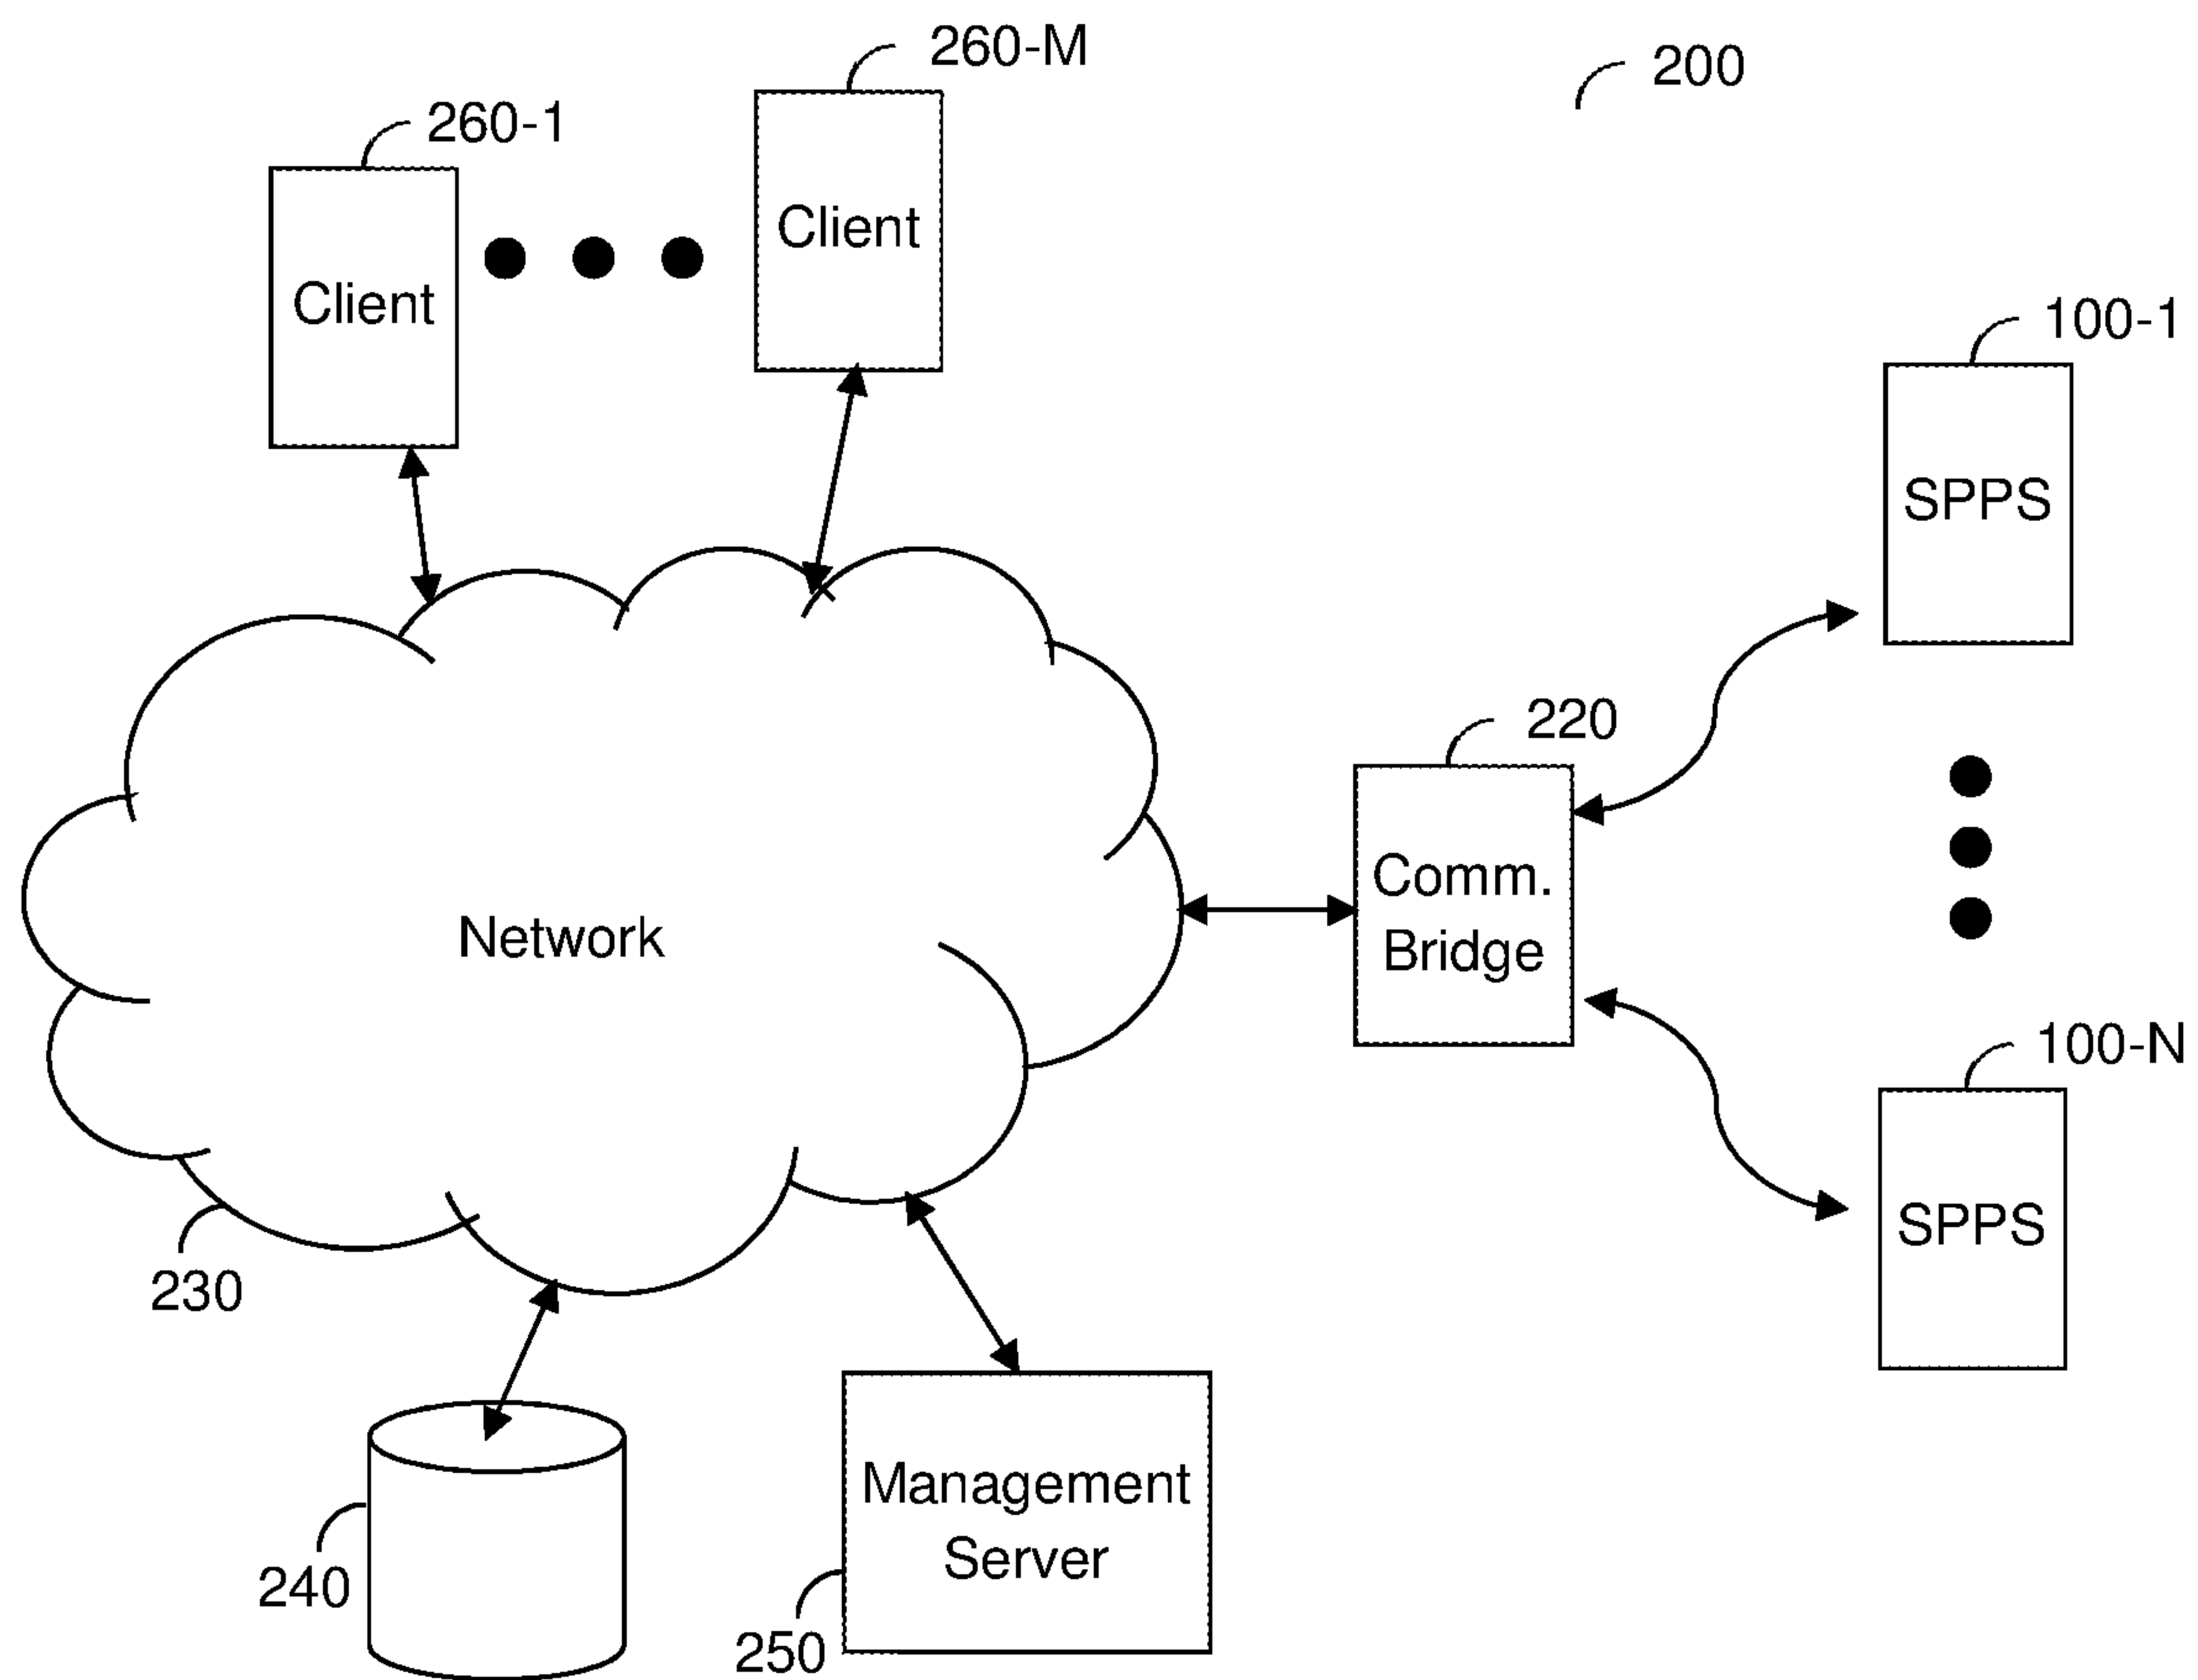 260-M
200
260-1
Client
Client
100-1
SPPS
220
Comm.
Bridge
Network
100-N
SPPS
230
Management
Server
240
250